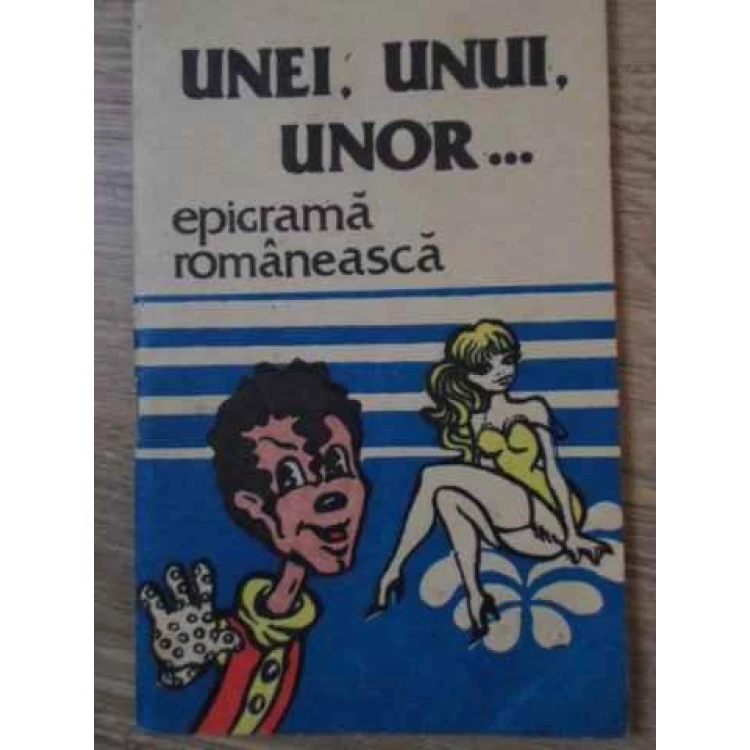 UNEI, UNUI,
UNOR...
epigramă
românească